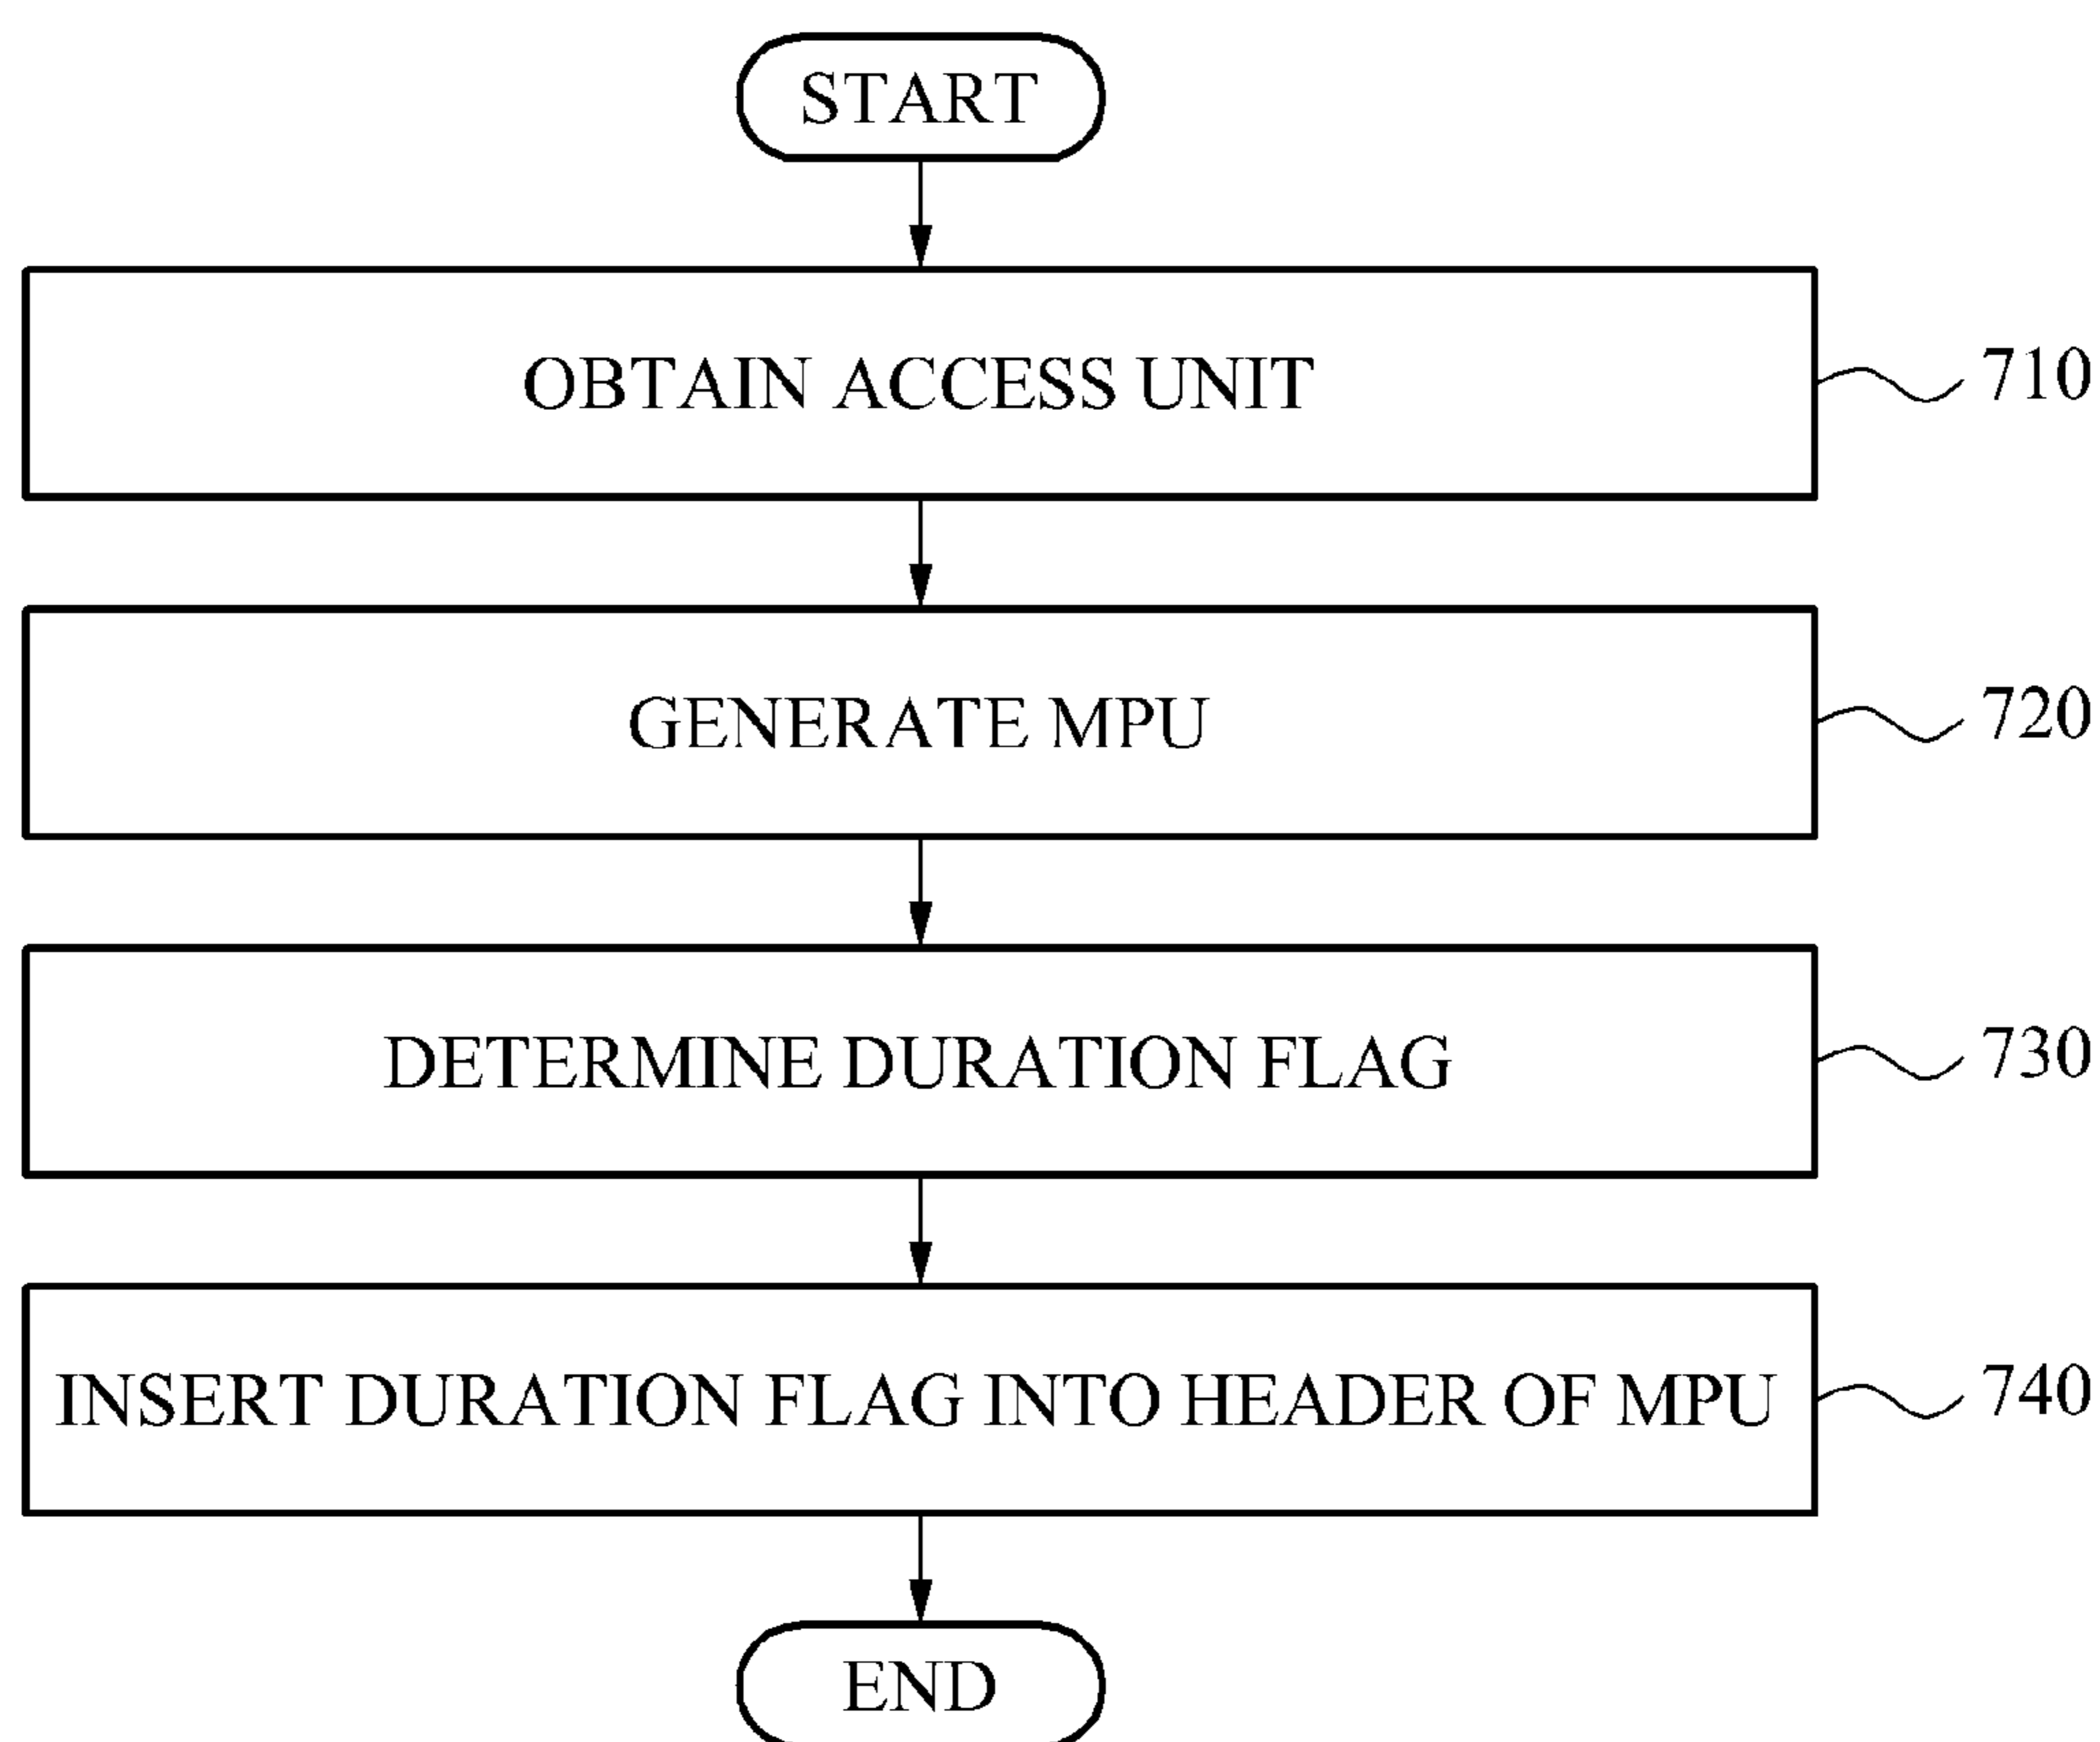 START
OBTAIN ACCESS UNIT
710
GENERATE MPU
720
DETERMINE DURATION FLAG
730
INSERT DURATION FLAG INTO HEADER OF MPU
740
END